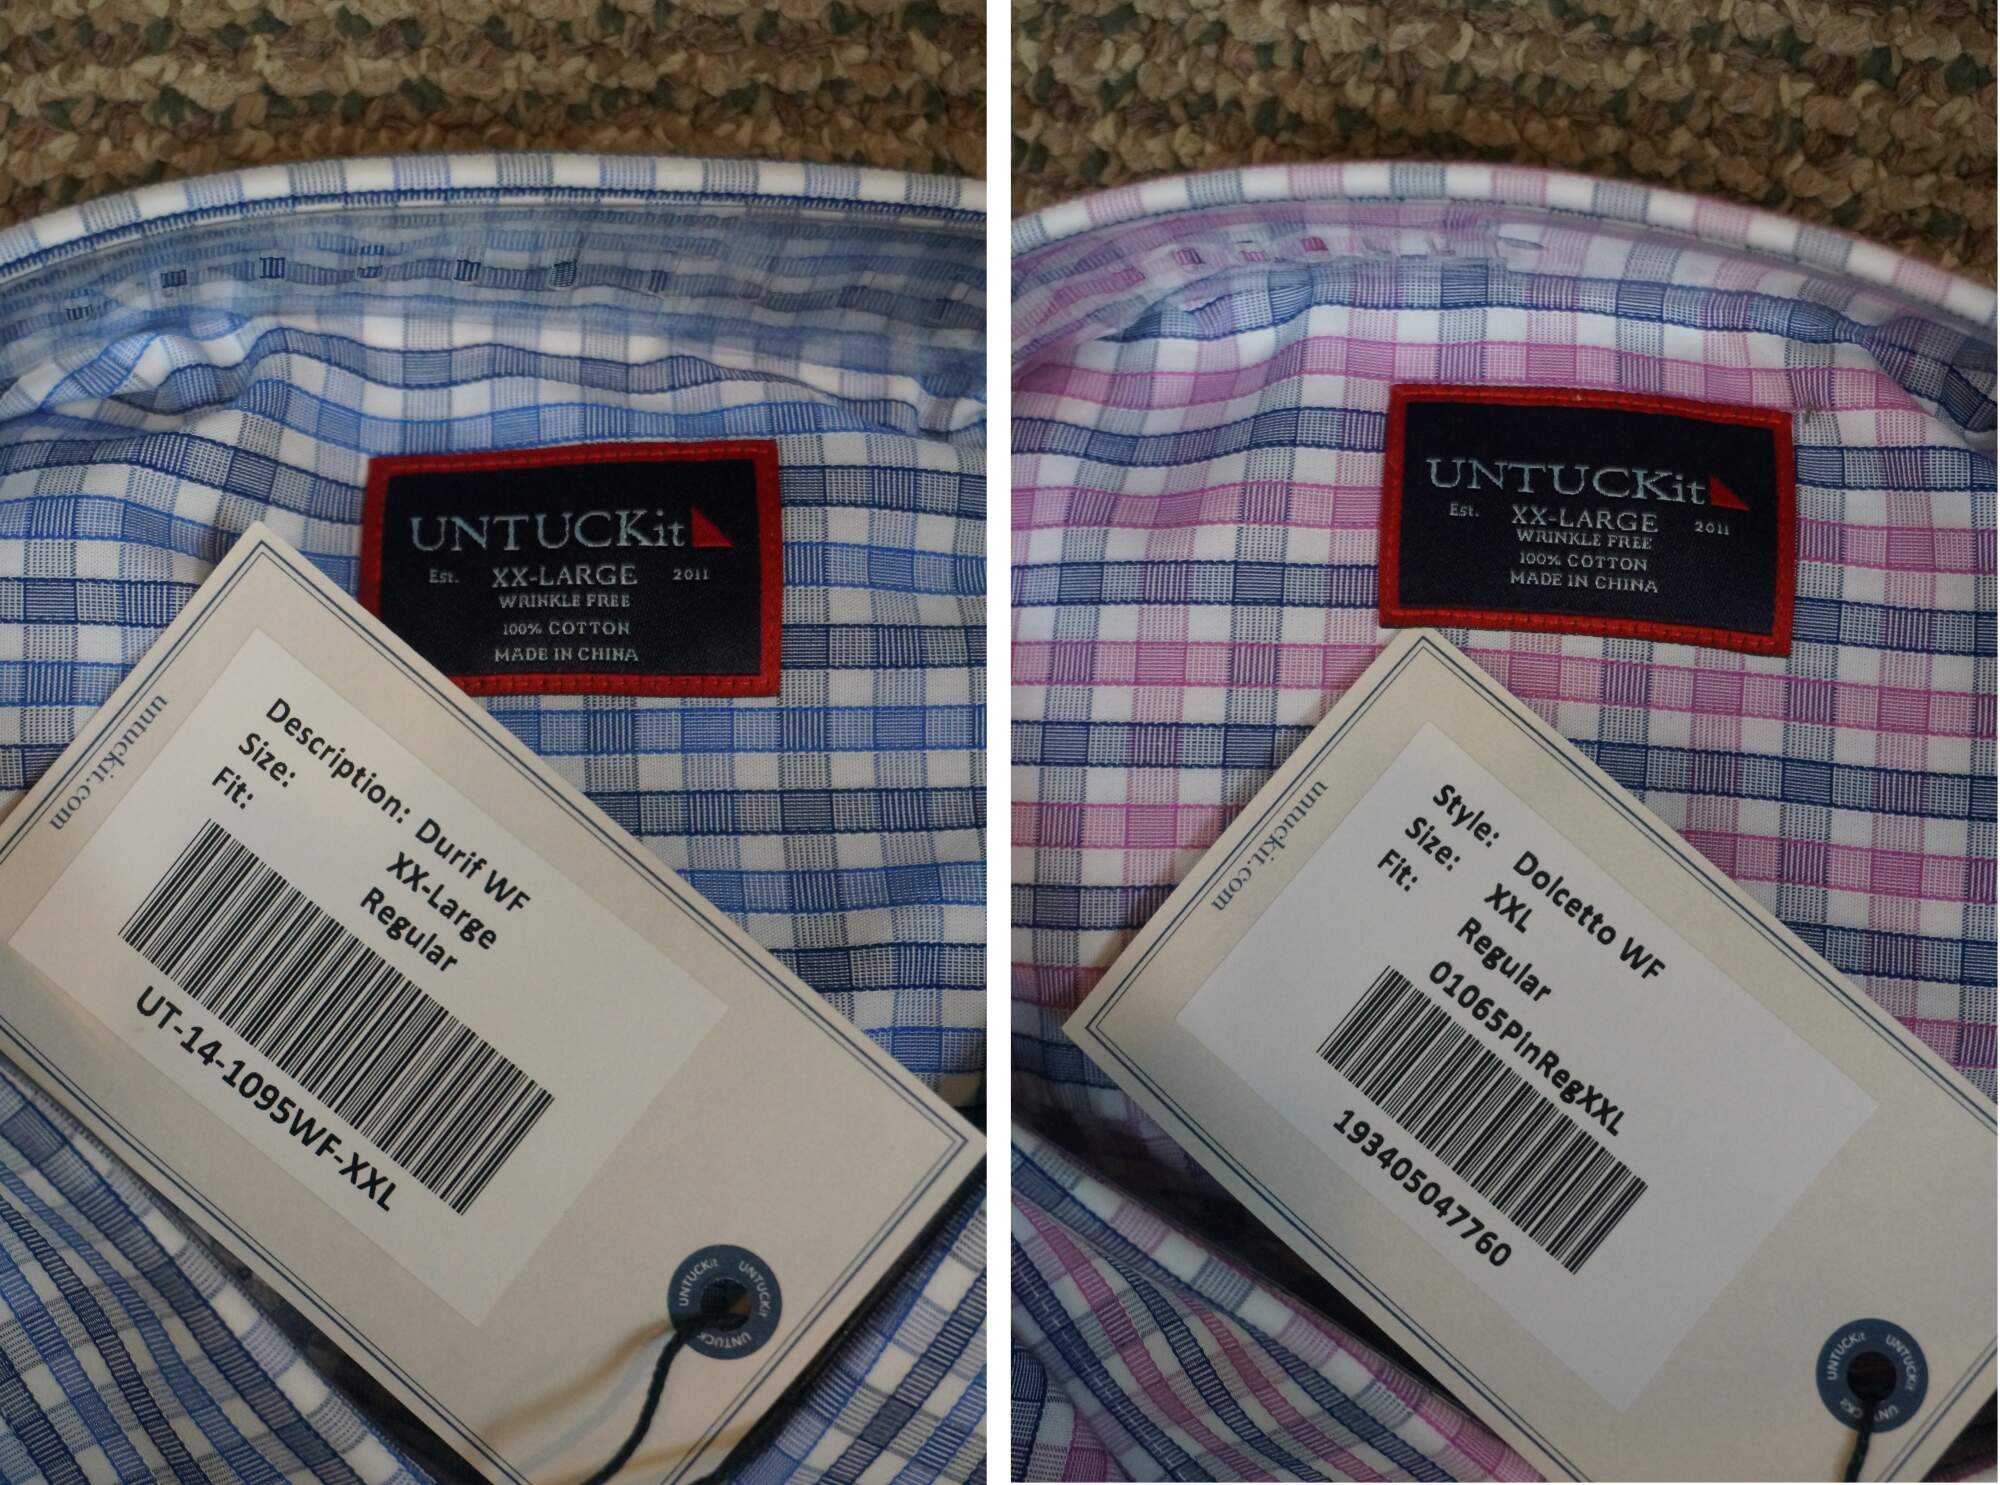 UNTUCKit
Est. XX-LARGE 2011
WRINKLE FREE
100% COTTON
MADE IN CHINA
untuckit.com
Description: Durif WF
Size: XX-Large
Fit: Regular
UT-14-1095WF-XXL
UNTUCKit UNTUCKit UNTUCK
UNTUCKit
Est. XX-LARGE 2011
WRINKLE FREE
100% COTTON
MADE IN CHINA
untuckit.com
Style: Dolcetto WF
Size: XXL
Fit: Regular
01065PinRegXXL
193405047760
UNTUCKit UNTUCKit